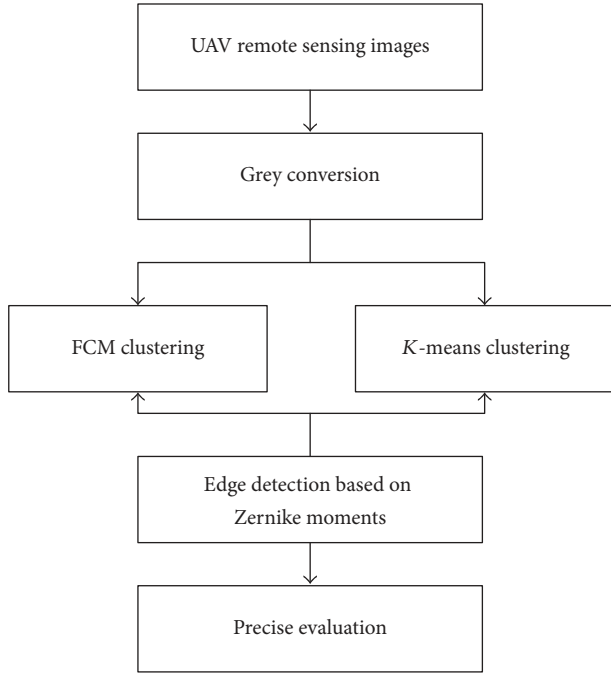 UAV remote sensing images
Grey conversion
FCM clustering
K-means clustering
Edge detection based on
Zernike moments
Precise evaluation